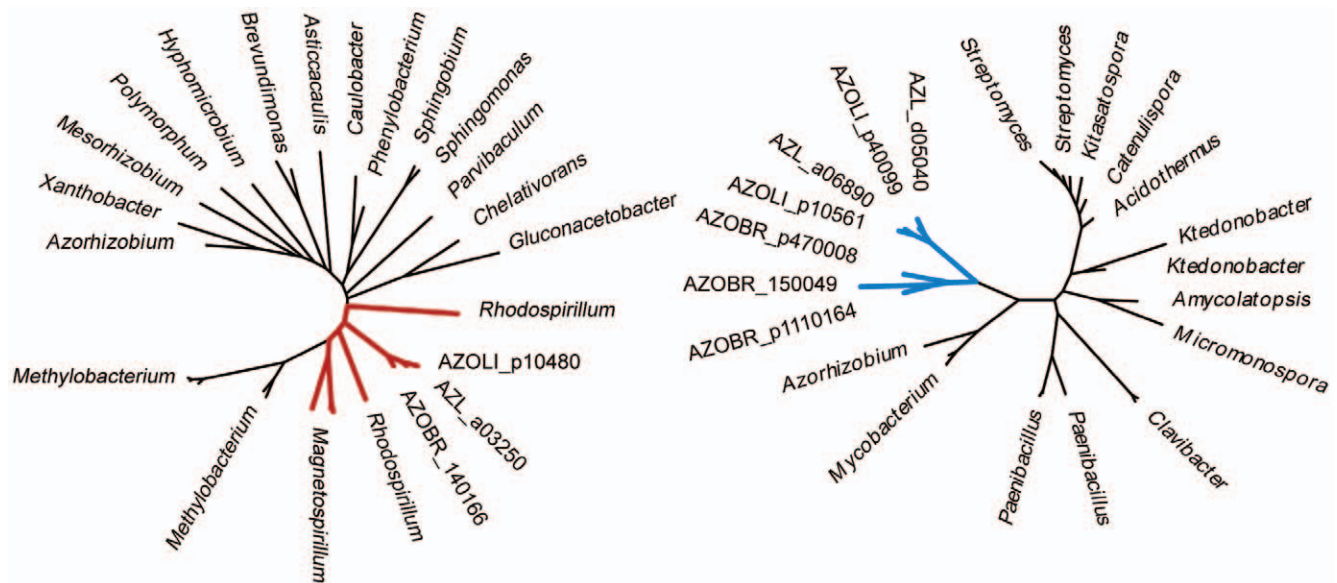 Azorhizobium
Xanthobacter
Mesorhizobium
Polymorphum
Hyphomicrobium
Brevundimonas
Asticcacaulis
Caulobacter
Phenylobacterium
Sphingobium
Sphingomonas
Parvibaculum
Chelativorans
Gluconacetobacter
Rhodospirillum
AZOLI_p10480
AZL_a03250
AZOBR_140166
Rhodospirillum
Magnetospirillum
Methylobacterium
Methylobacterium
AZL_d05040
AZOLI_p40099
AZL_a06890
AZOLI_p10561
AZOBR_p470008
AZOBR_150049
AZOBR_p1110164
Azorhizobium
Mycobacterium
Paenibacillus
Paenibacillus
Clavibacter
Micromonospora
Amycolatopsis
Ktedonobacter
Ktedonobacter
Acidothermus
Catenulispora
Kitasatospora
Streptomyces
Streptomyces